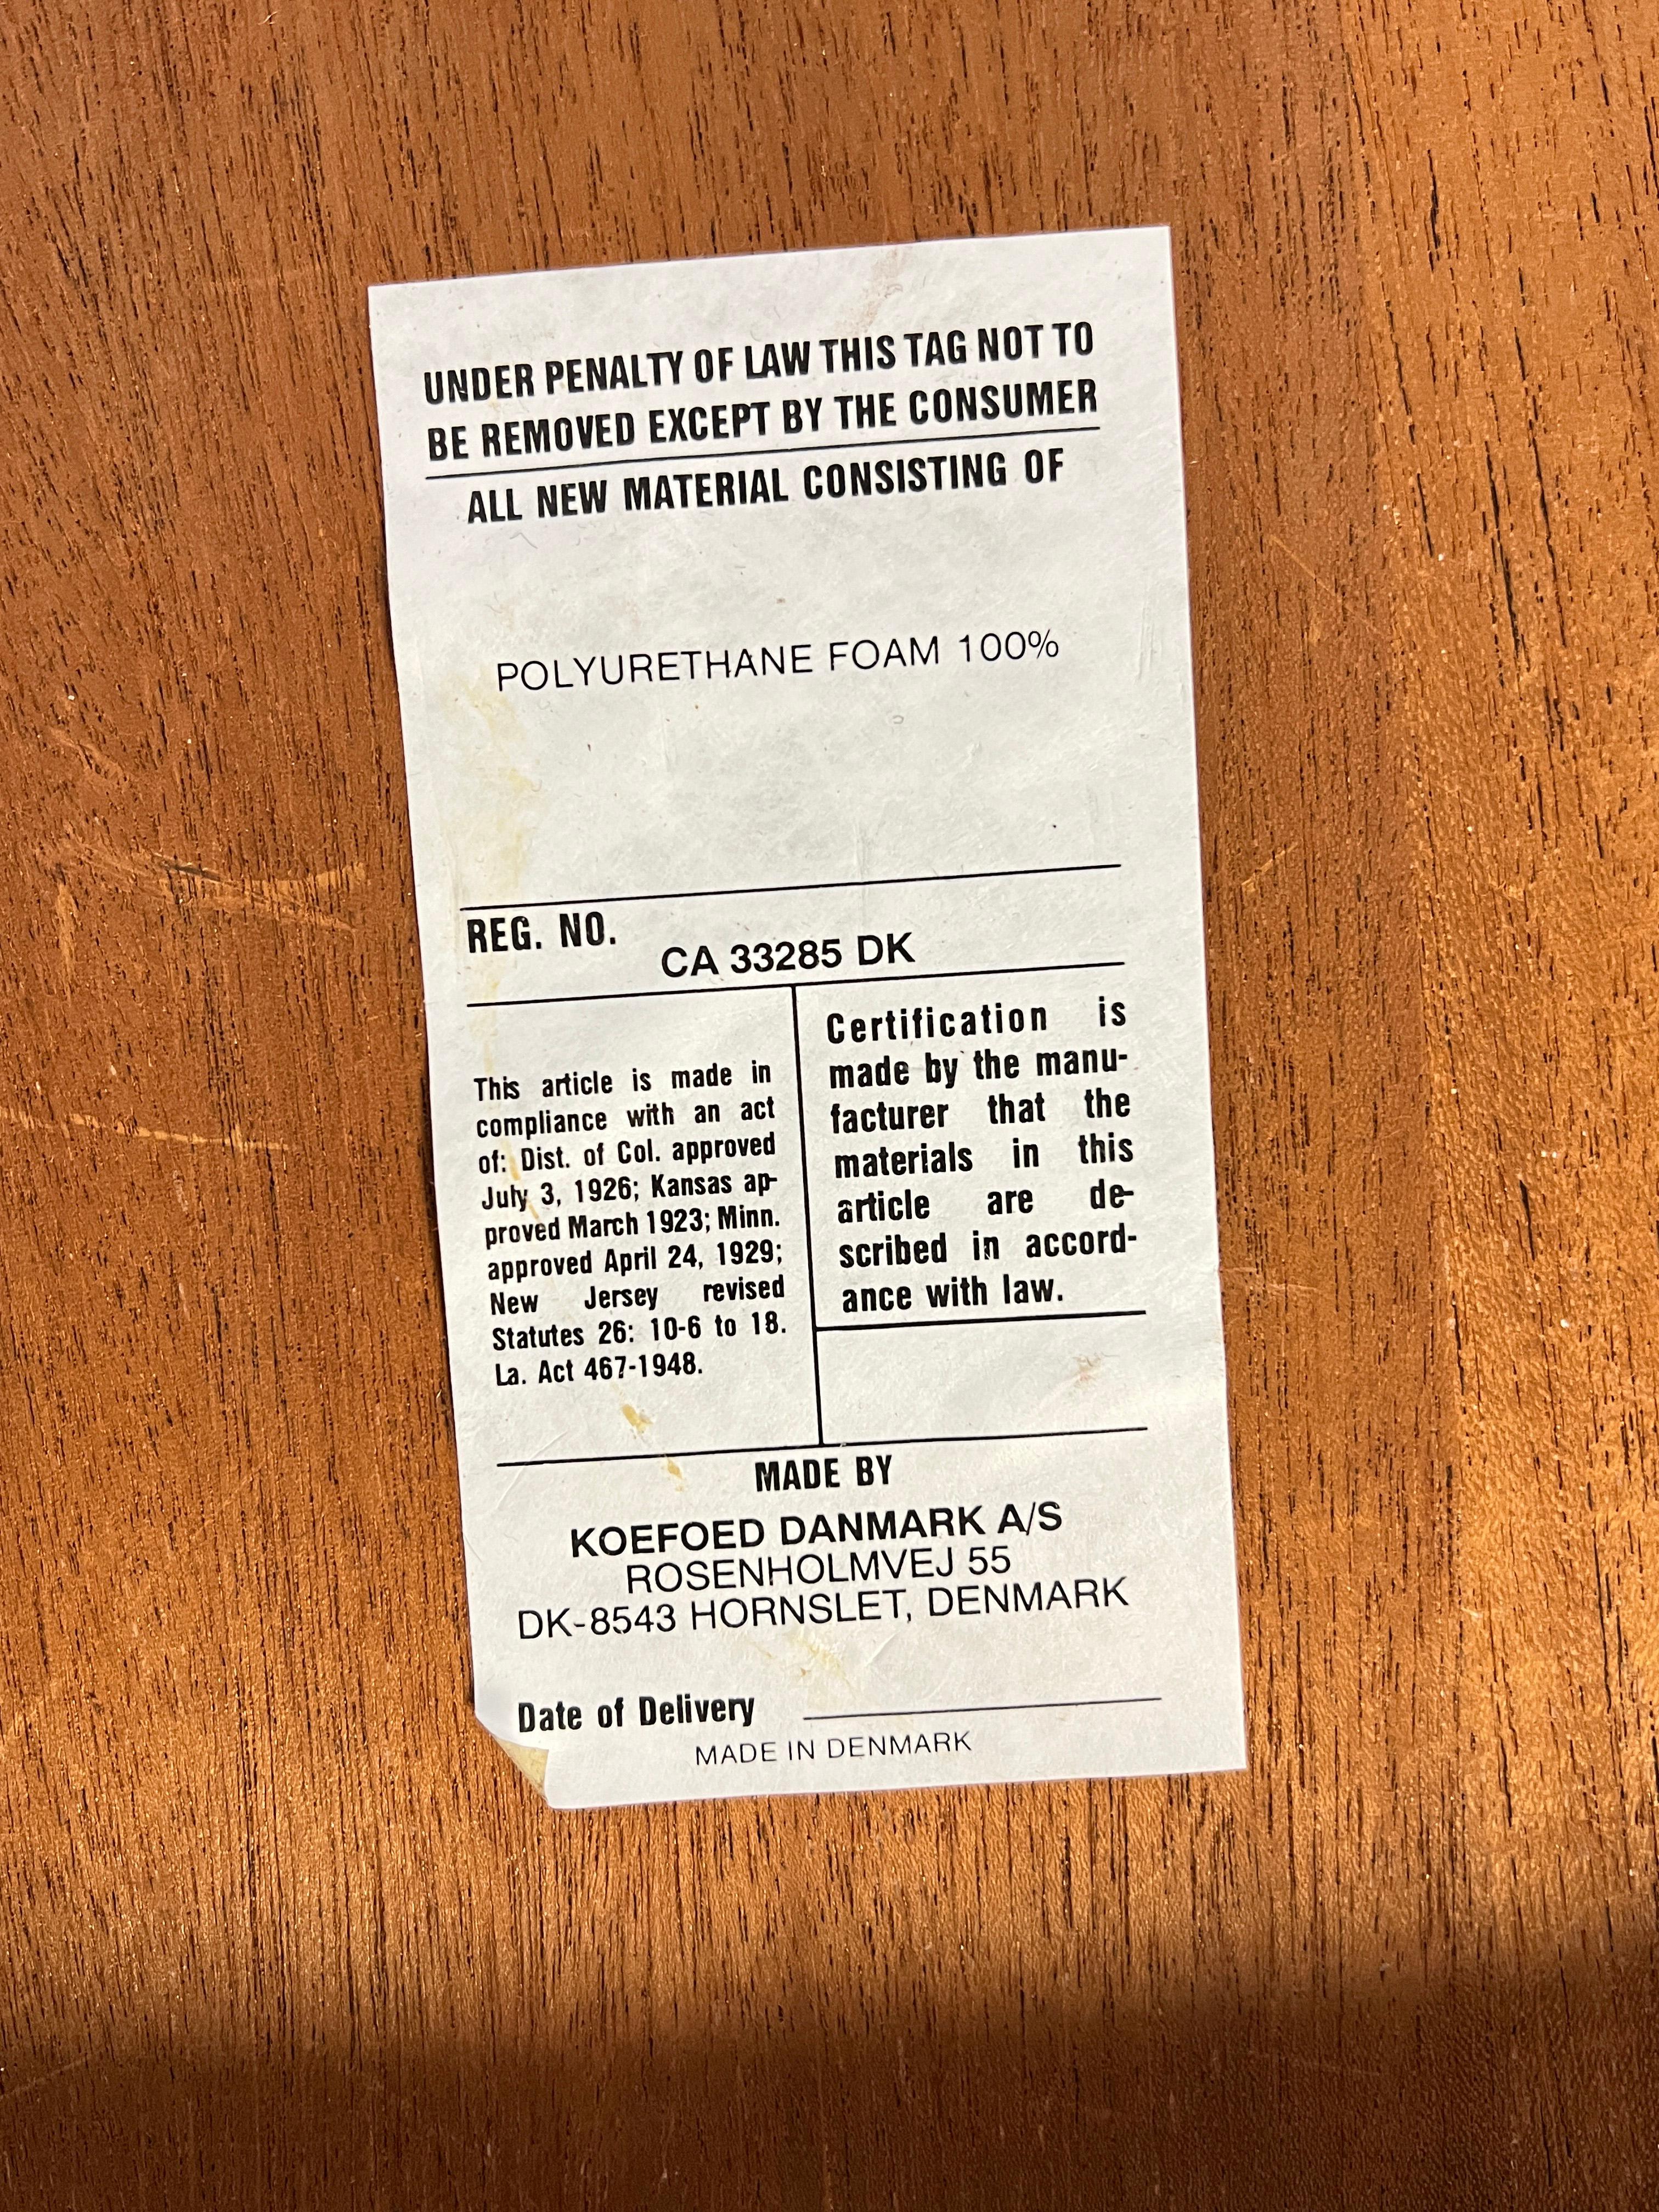 UNDER PENALTY OF LAW THIS TAG NOT TO
BE REMOVED EXCEPT BY THE CONSUMER
ALL NEW MATERIAL CONSISTING OF
POLYURETHANE FOAM 100%
REG. NO.
CA 33285 DK
This article is made in
compliance with an act
of: Dist. of Col. approved
July 3, 1926; Kansas ap-
proved March 1923; Minn.
approved April 24, 1929;
New Jersey revised
Statutes 26: 10-6 to 18.
La. Act 467-1948.
Certification is
made by the manu-
facturer that the
materials in this
article are de-
scribed in accord-
ance with law.
MADE BY
KOEFOED DANMARK A/S
ROSENHOLMVEJ 55
DK-8543 HORNSLET, DENMARK
Date of Delivery
MADE IN DENMARK